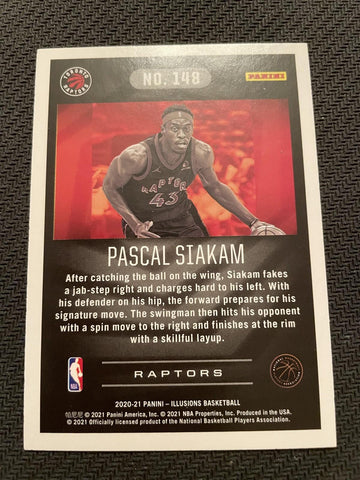 TORONTO
RAPTORS
NO. 148
PANINI
RAPTORS
43
PASCAL SIAKAM
After catching the ball on the wing, Siakam fakes
a jab-step right and charges hard to his left. With
his defender on his hip, the forward prepares for his
signature move. The swingman then hits his opponent
with a spin move to the right and finishes at the rim
with a skillful layup.
NBA
RAPTORS
2020-21 PANINI – ILLUSIONS BASKETBALL
帕尼尼 © 2021 Panini America, Inc. © 2021 NBA Properties, Inc. Produced in the USA.
© 2021 Officially licensed product of the National Basketball Players Association.